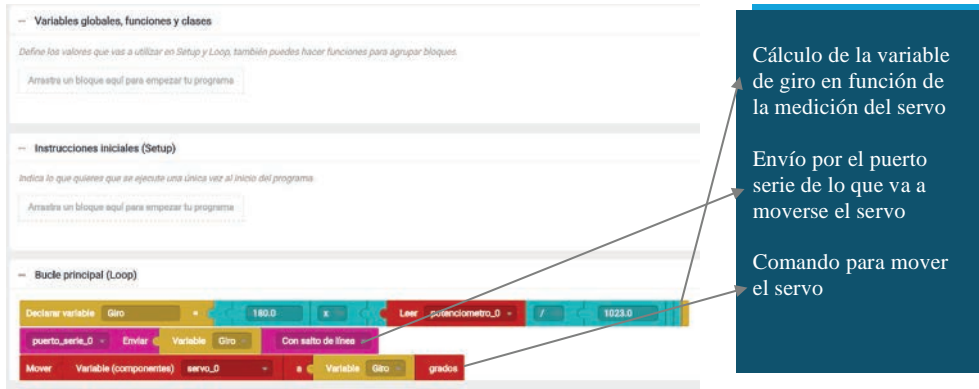 Variables globales, funciones y clases
Define los valores que vas a utilizar en Setup y Loop, también puedes hacer funciones para agrupar bloques.
Arrastra un bloque aquí para empezar tu programa
Instrucciones iniciales (Setup)
Indica lo que quieres que se ejecute una única vez al inicio del programa
Arrastra un bloque aquí para empezar tu programa
Bucle principal (Loop)
Declarar variable Giro = 180.0 x Leer potenciometro_0 / 1023.0
puerto_serie_0 Enviar Variable Giro Con salto de línea
Mover Variable (componentes) servo_0 a Variable Giro grados
Cálculo de la variable
de giro en función de
la medición del servo
Envío por el puerto
serie de lo que va a
moverse el servo
Comando para mover
el servo